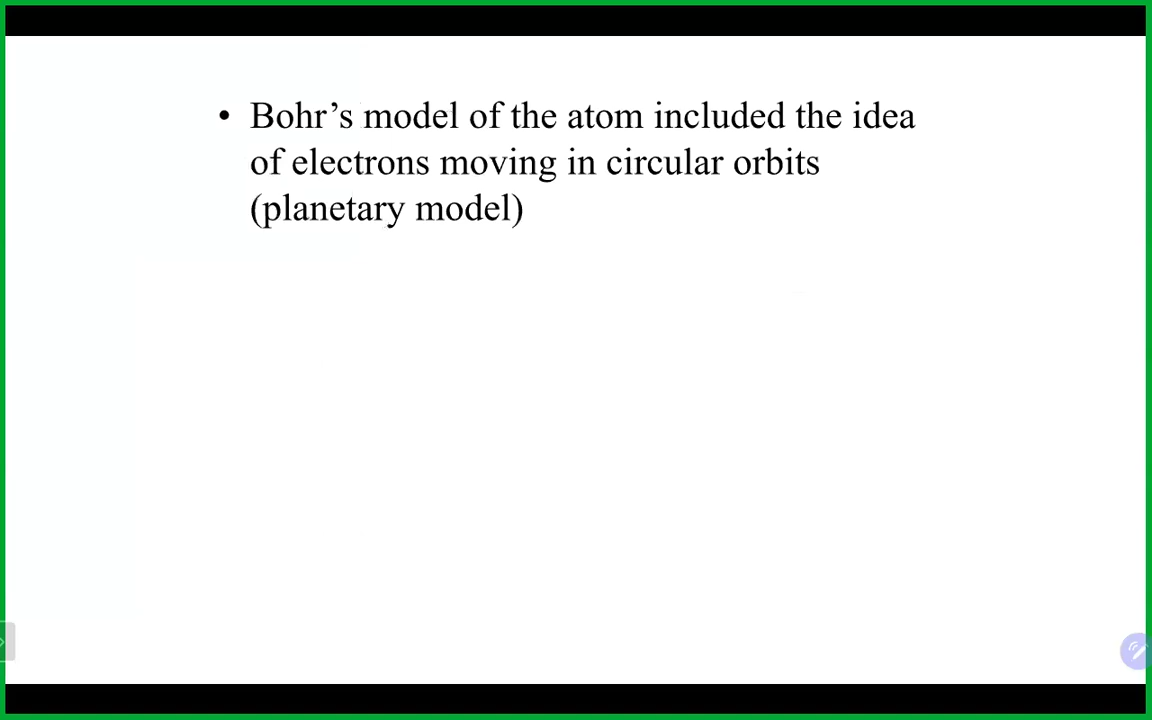 • Bohr’s model of the atom included the idea
of electrons moving in circular orbits
(planetary model)